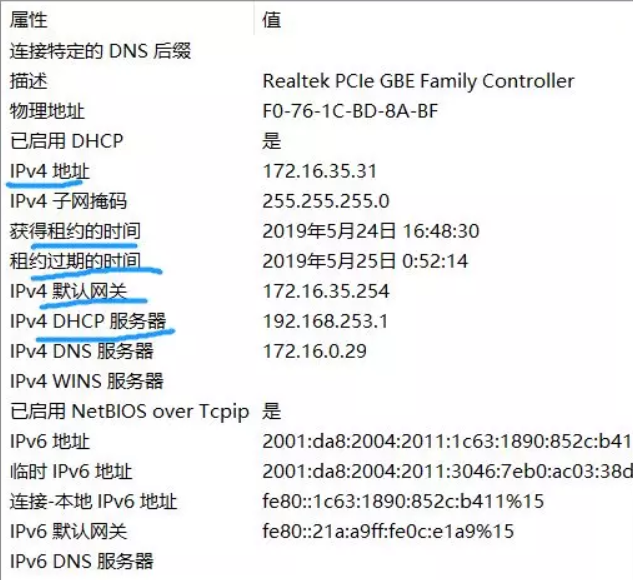 属性 值
连接特定的 DNS 后缀
描述 Realtek PCIe GBE Family Controller
物理地址 F0-76-1C-BD-8A-BF
已启用 DHCP 是
IPv4 地址 172.16.35.31
IPv4 子网掩码 255.255.255.0
获得租约的时间 2019年5月24日 16:48:30
租约过期的时间 2019年5月25日 0:52:14
IPv4 默认网关 172.16.35.254
IPv4 DHCP 服务器 192.168.253.1
IPv4 DNS 服务器 172.16.0.29
IPv4 WINS 服务器
已启用 NetBIOS over Tcpip 是
IPv6 地址 2001:da8:2004:2011:1c63:1890:852c:b41
临时 IPv6 地址 2001:da8:2004:2011:3046:7eb0:ac03:38d
连接-本地 IPv6 地址 fe80::1c63:1890:852c:b411%15
IPv6 默认网关 fe80::21a:a9ff:fe0c:e1a9%15
IPv6 DNS 服务器